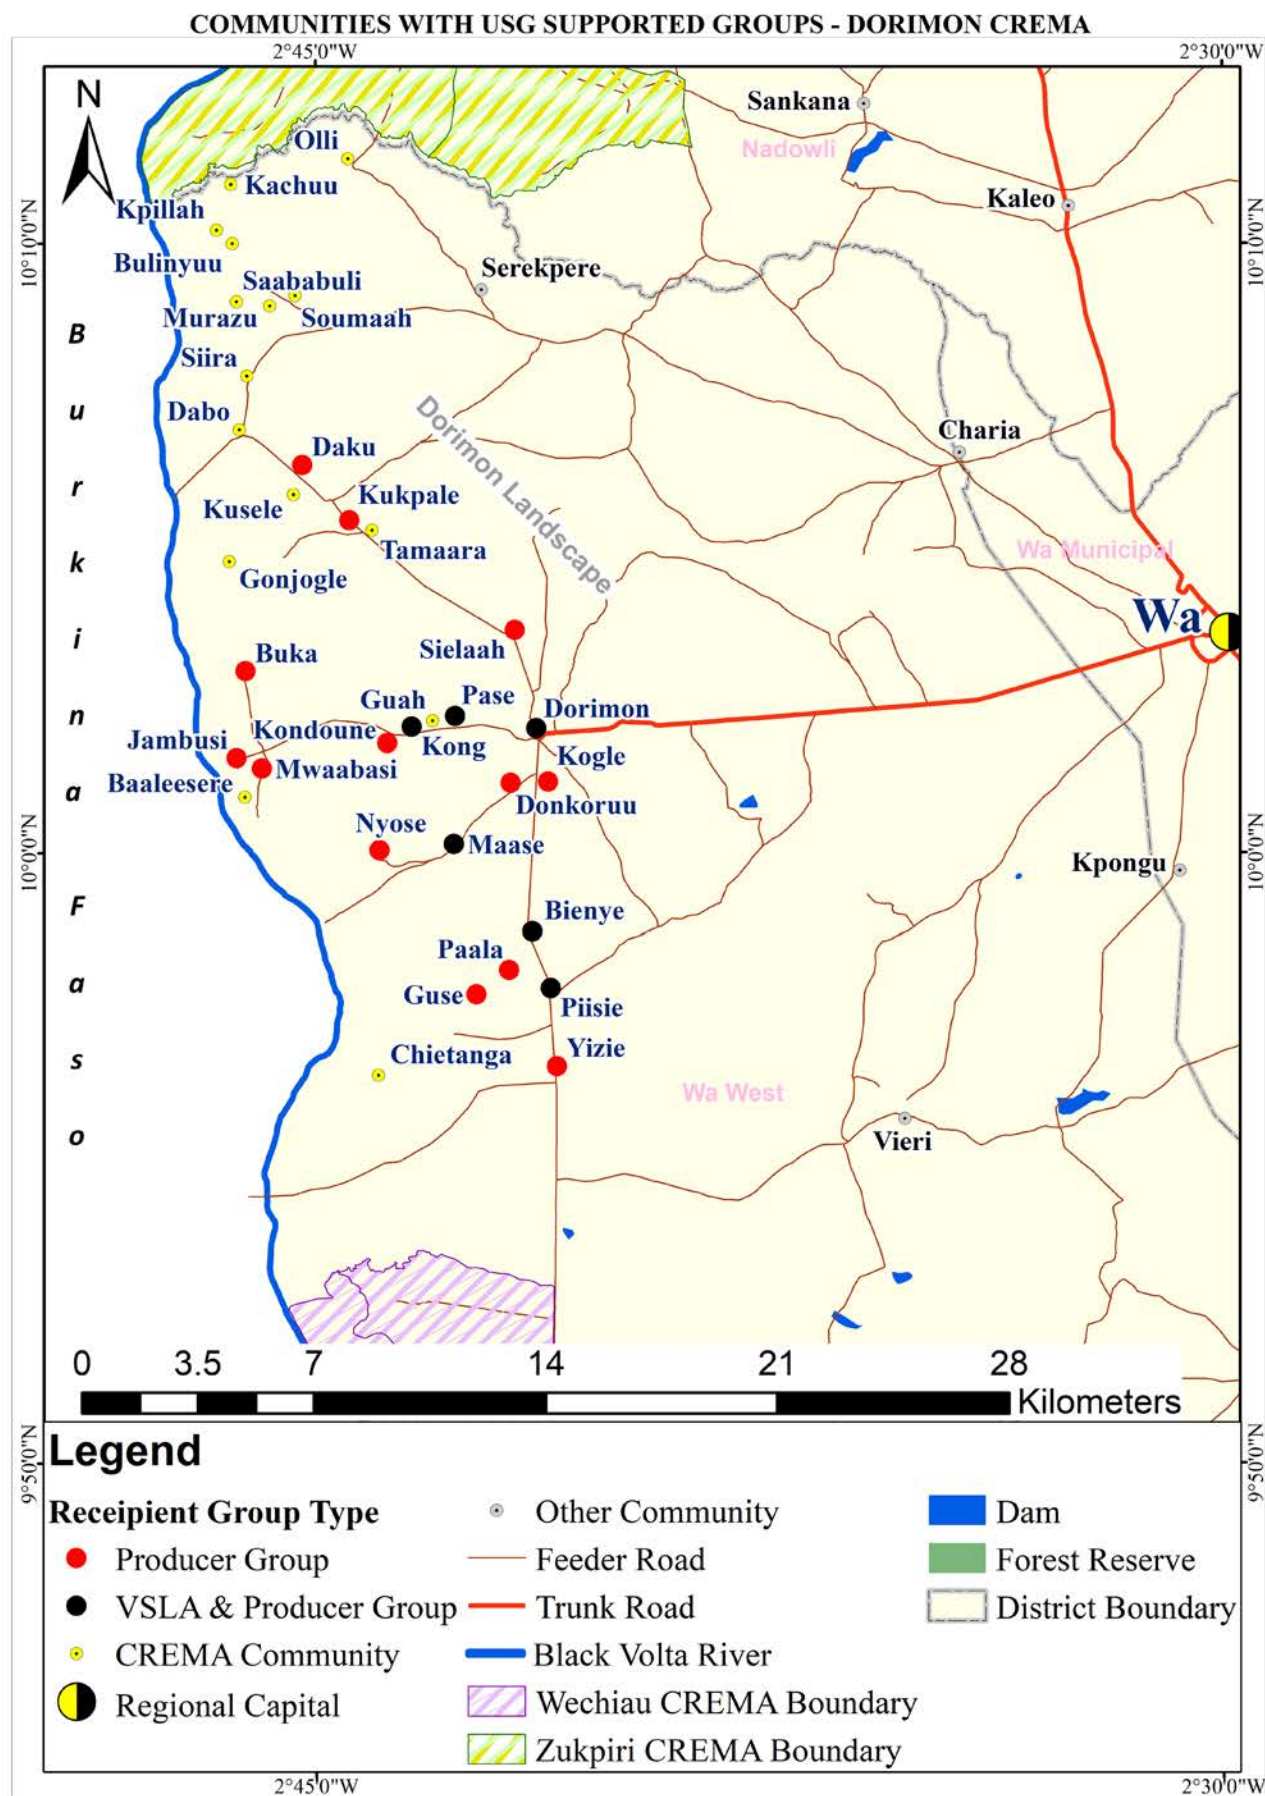 COMMUNITIES WITH USG SUPPORTED GROUPS - DORIMON CREMA
2°45'0"W
2°30'0"W
N
Sankana
Nadowli
Olli
Kachuu
Kaleo
Kpillah
10°10'0"N
10°10'0"N
Bulinyuu
Serekpere
Saababuli
Murazu
Soumaah
Siira
Dabo
Dorimon Landscape
Charia
Daku
Kukpale
Kusele
Tamaara
Wa Municipal
Gonjogle
Wa
Sielaah
Buka
Guah
Pase
Dorimon
Kondoune
Kong
Jambusi
Mwaabasi
Kogle
Baaleesere
Donkoruu
Nyose
Maase
10°0'0"N
10°0'0"N
Kpongu
Bienye
Paala
Guse
Piisie
Chietanga
Yizie
Wa West
Vieri
Burkina Faso
0 3.5 7 14 21 28
Kilometers
9°50'0"N
9°50'0"N
Legend
Receipient Group Type
Producer Group
VSLA & Producer Group
CREMA Community
Regional Capital
Other Community
Feeder Road
Trunk Road
Black Volta River
Wechiau CREMA Boundary
Zukpiri CREMA Boundary
Dam
Forest Reserve
District Boundary
2°45'0"W
2°30'0"W